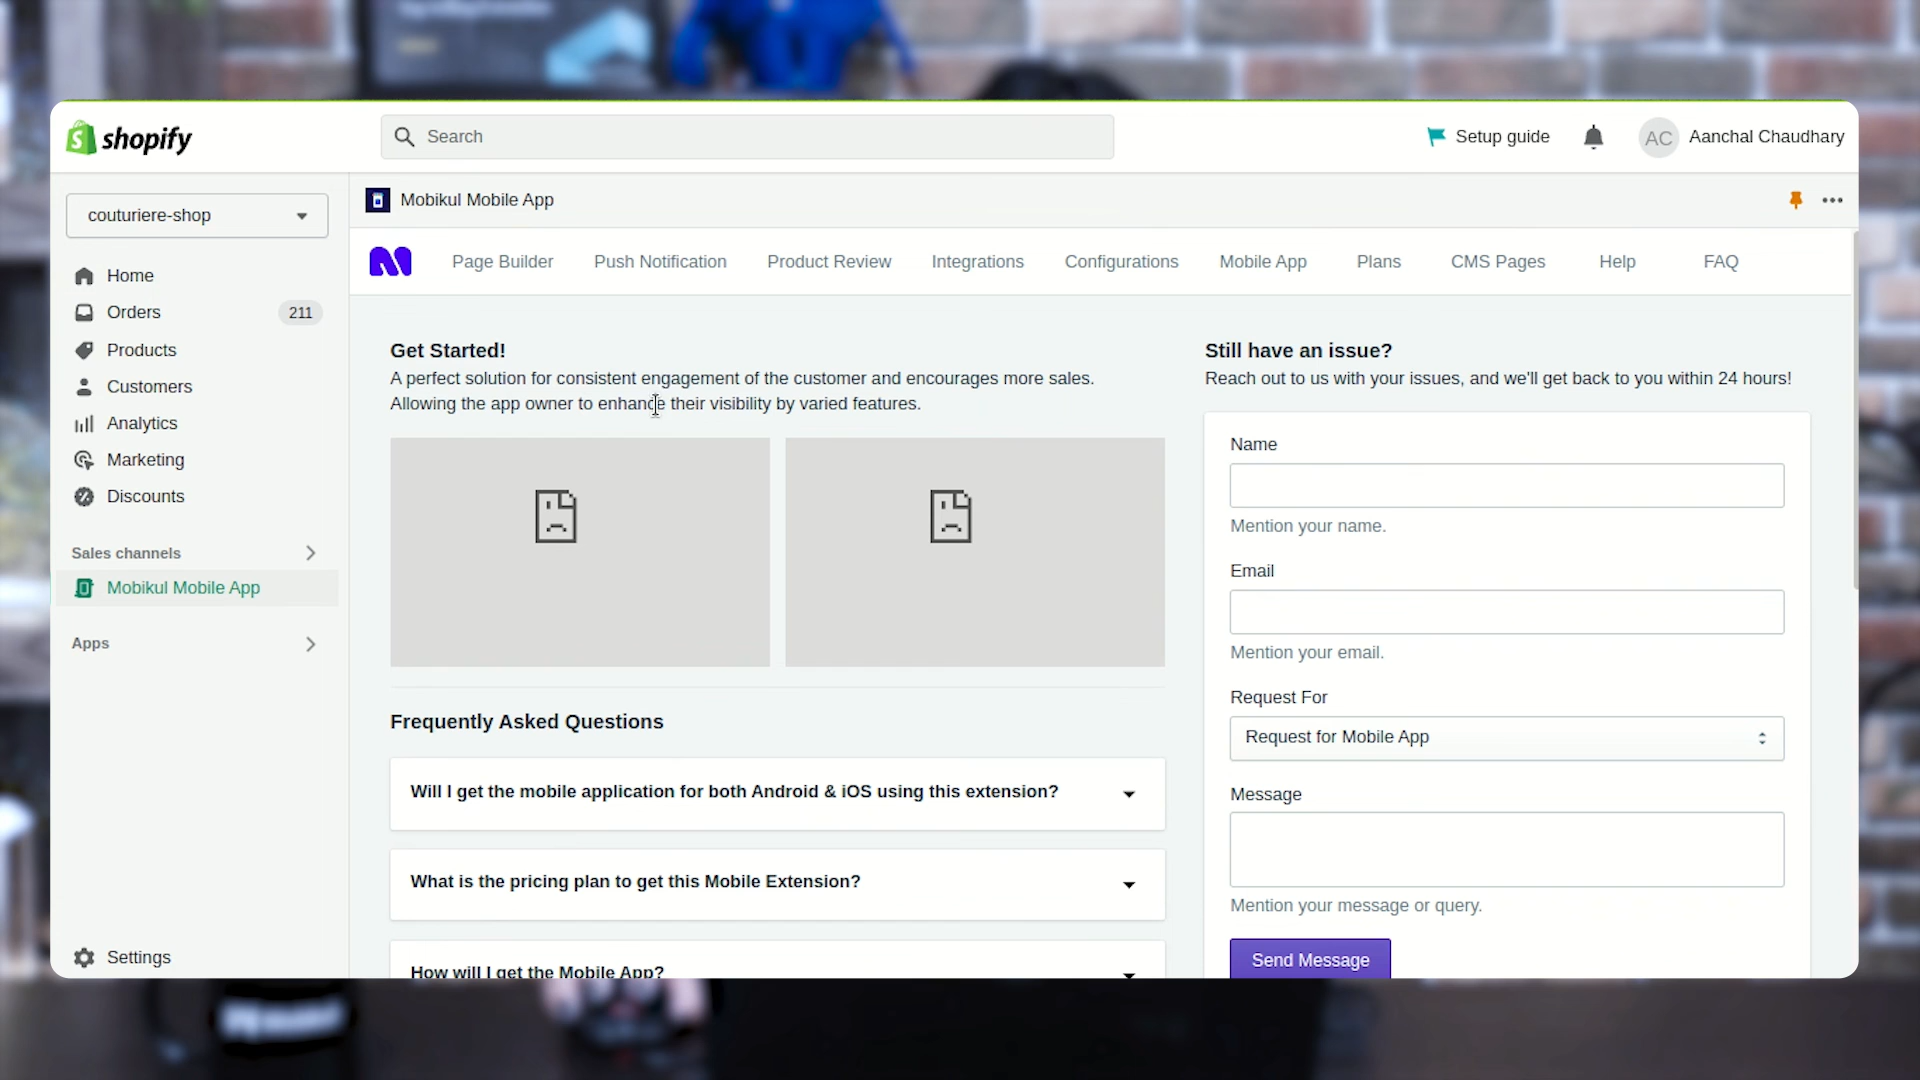 shopify
Search
Setup guide
AC
Aanchal Chaudhary
couturiere-shop
Home
Orders
211
Products
Customers
Analytics
Marketing
Discounts
Sales channels
Mobikul Mobile App
Apps
Settings
Mobikul Mobile App
Page Builder
Push Notification
Product Review
Integrations
Configurations
Mobile App
Plans
CMS Pages
Help
FAQ
Get Started!
A perfect solution for consistent engagement of the customer and encourages more sales.
Allowing the app owner to enhance their visibility by varied features.
Frequently Asked Questions
Will I get the mobile application for both Android & iOS using this extension?
What is the pricing plan to get this Mobile Extension?
How will I get the Mobile App?
Still have an issue?
Reach out to us with your issues, and we'll get back to you within 24 hours!
Name
Mention your name.
Email
Mention your email.
Request For
Request for Mobile App
Message
Mention your message or query.
Send Message